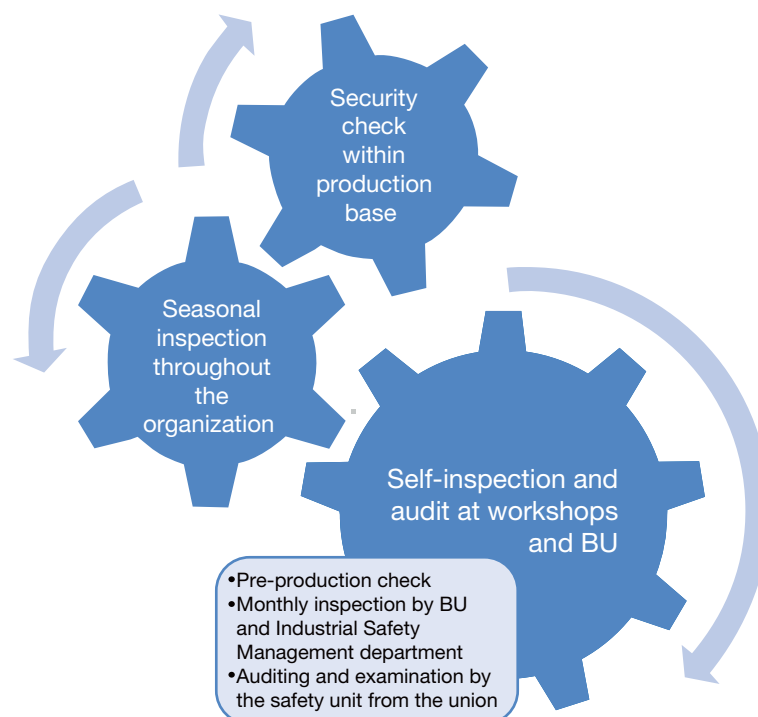 Security
check
within
production
base
Seasonal
inspection
throughout
the
organization
Self-inspection and
audit at workshops
and BU
•Pre-production check
•Monthly inspection by BU
and Industrial Safety
Management department
•Auditing and examination by
the safety unit from the union